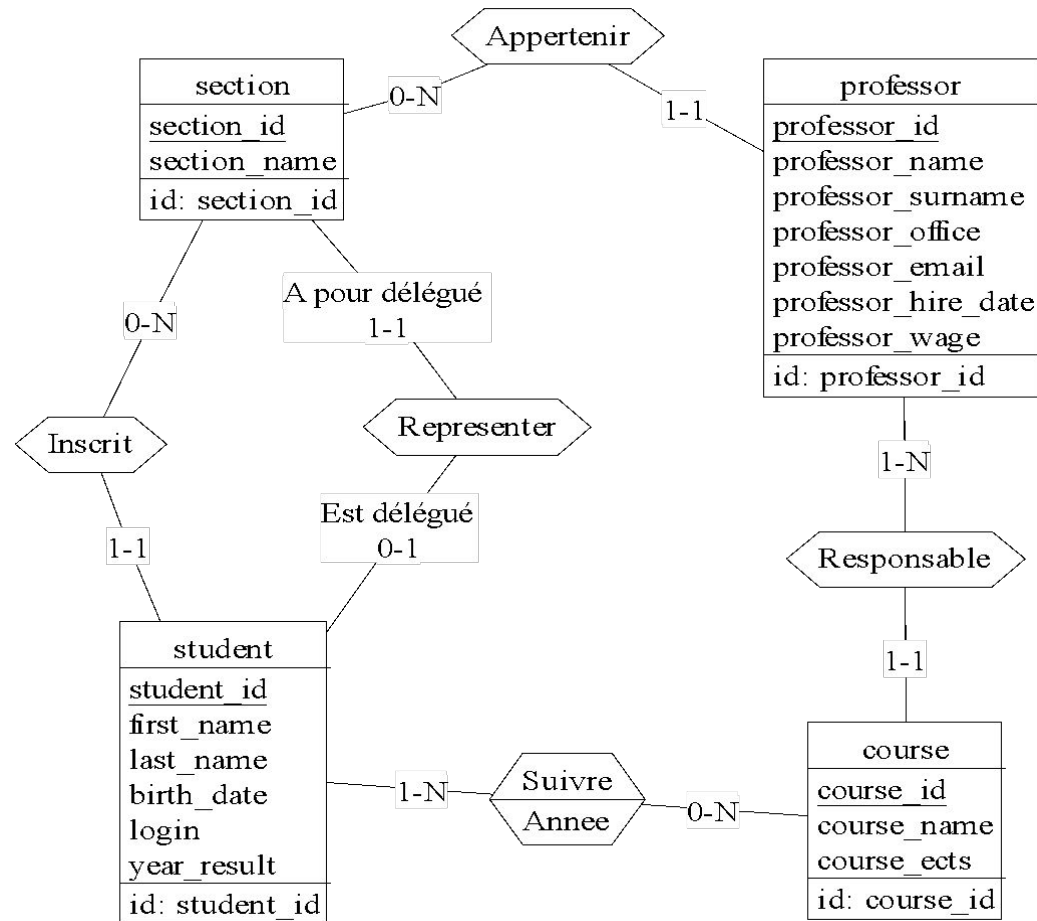 Appertenir
section
section_id
section_name
id: section_id
0-N
1-1
professor
professor_id
professor_name
professor_surname
professor_office
professor_email
professor_hire_date
professor_wage
id: professor_id
A pour délégué
1-1
0-N
Inscrit
Representer
1-N
Est délégué
0-1
1-1
Responsable
1-1
student
student_id
first_name
last_name
birth_date
login
year_result
id: student_id
1-N
Suivre
Annee
0-N
course
course_id
course_name
course_ects
id: course_id